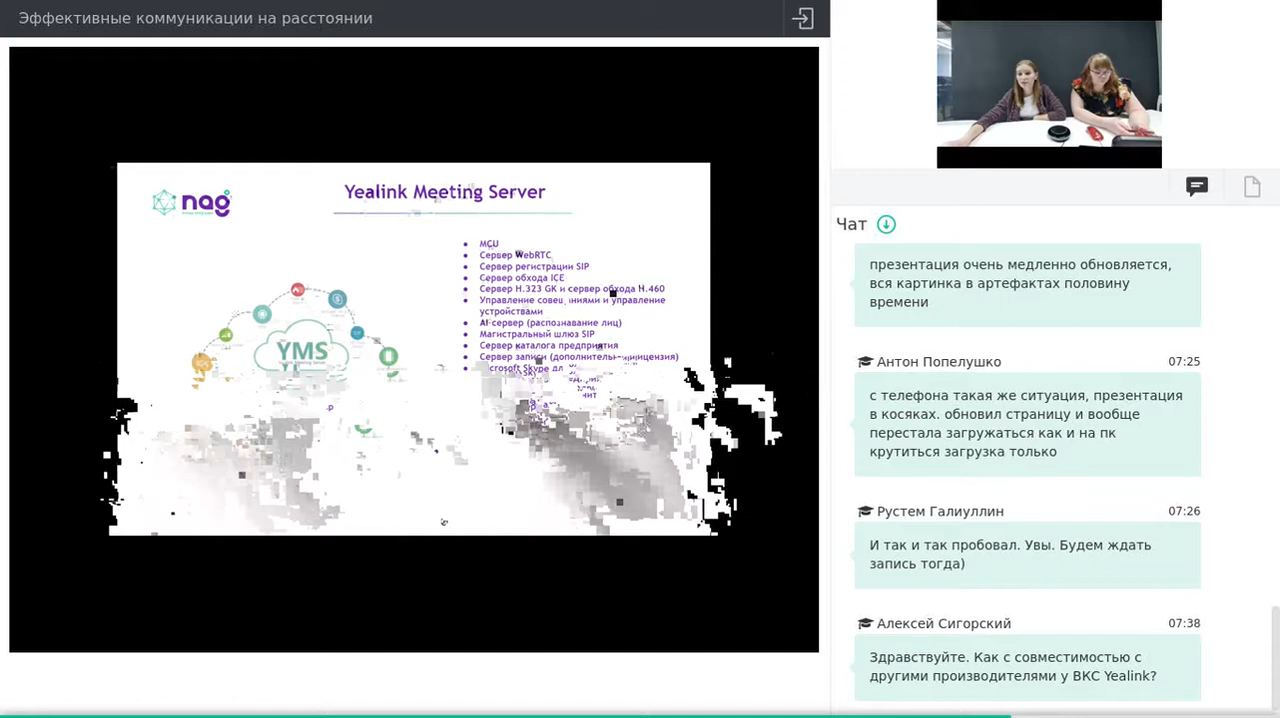 Эффективные коммуникации на расстоянии
nag
Yealink Meeting Server
MCU
Сервер WebRTC
Сервер регистрации SIP
Сервер обхода ICE
Сервер H.323 GK и сервер обхода H.460
Управление совещаниями и управление
устройствами
AI-сервер (распознавание лиц)
Магистральный шлюз SIP
Сервер каталога предприятия
Сервер записи (дополнительно лицензия)
YMS
Чат
презентация очень медленно обновляется,
вся картинка в артефактах половину
времени
Антон Попелушко 07:25
с телефона такая же ситуация, презентация
в косяках. обновил страницу и вообще
перестала загружаться как и на пк
крутиться загрузка только
Рустем Галиуллин 07:26
И так и так пробовал. Увы. Будем ждать
запись тогда)
Алексей Сигорский 07:38
Здравствуйте. Как с совместимостью с
другими производителями у ВКС Yealink?